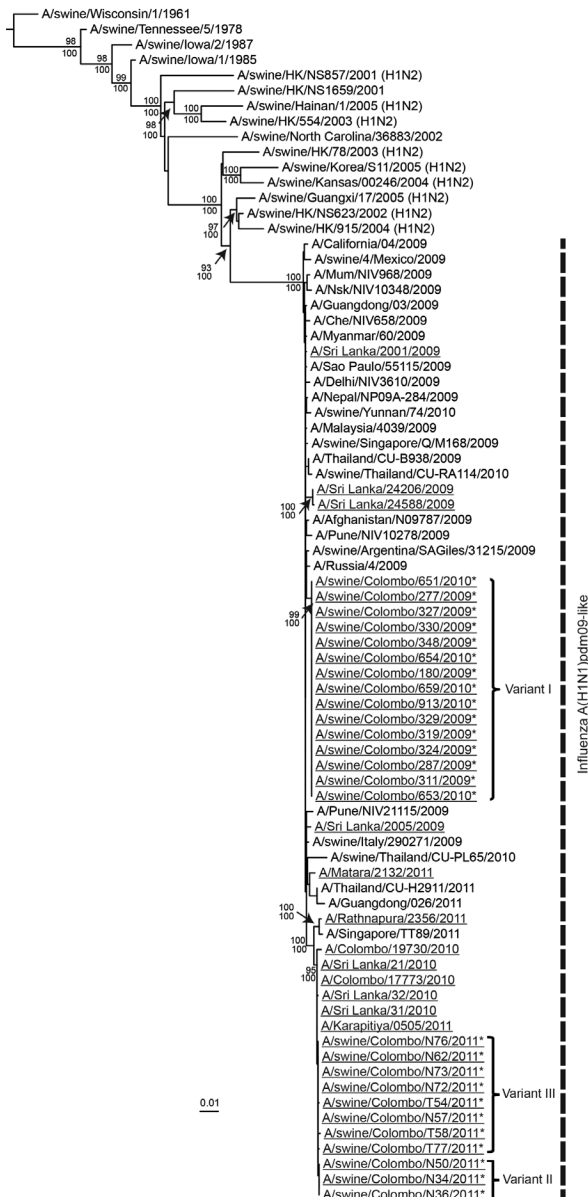 A/swine/Wisconsin/1/1961
A/swine/Tennessee/5/1978
98
100
A/swine/Iowa/2/1987
98
100
A/swine/Iowa/1/1985
99
100
A/swine/HK/NS857/2001 (H1N2)
100
100
A/swine/HK/NS1659/2001
A/swine/Hainan/1/2005 (H1N2)
100
100
98
100
A/swine/HK/554/2003 (H1N2)
A/swine/North Carolina/36883/2002
A/swine/HK/78/2003 (H1N2)
A/swine/Korea/S11/2005 (H1N2)
100
100
A/swine/Kansas/00246/2004 (H1N2)
A/swine/Guangxi/17/2005 (H1N2)
100
100
A/swine/HK/NS623/2002 (H1N2)
97
100
A/swine/HK/915/2004 (H1N2)
A/California/04/2009
A/swine/4/Mexico/2009
93
100
A/Mum/NIV968/2009
100
100
A/Nsk/NIV10348/2009
A/Guangdong/03/2009
A/Che/NIV658/2009
A/Myanmar/60/2009
A/Sri Lanka/2001/2009
A/Sao Paulo/55115/2009
A/Delhi/NIV3610/2009
A/Nepal/NP09A-284/2009
A/swine/Yunnan/74/2010
A/Malaysia/4039/2009
A/swine/Singapore/Q/M168/2009
A/Thailand/CU-B938/2009
A/swine/Thailand/CU-RA114/2010
A/Sri Lanka/24206/2009
A/Sri Lanka/24588/2009
100
100
A/Afghanistan/N09787/2009
A/Pune/NIV10278/2009
A/swine/Argentina/SAGiles/31215/2009
A/Russia/4/2009
A/swine/Colombo/651/2010*
A/swine/Colombo/277/2009*
A/swine/Colombo/327/2009*
99
100
A/swine/Colombo/330/2009*
A/swine/Colombo/348/2009*
A/swine/Colombo/654/2010*
A/swine/Colombo/180/2009*
A/swine/Colombo/659/2010*
Variant I
A/swine/Colombo/913/2010*
A/swine/Colombo/329/2009*
A/swine/Colombo/319/2009*
A/swine/Colombo/324/2009*
A/swine/Colombo/287/2009*
A/swine/Colombo/311/2009*
A/swine/Colombo/653/2010*
Influenza A(H1N1)pdm09-like
A/Pune/NIV21115/2009
A/Sri Lanka/2005/2009
A/swine/Italy/290271/2009
A/swine/Thailand/CU-PL65/2010
A/Matara/2132/2011
A/Thailand/CU-H2911/2011
A/Guangdong/026/2011
100
100
A/Rathnapura/2356/2011
A/Singapore/TT89/2011
100
100
A/Colombo/19730/2010
A/Sri Lanka/21/2010
95
100
A/Colombo/17773/2010
A/Sri Lanka/32/2010
A/Sri Lanka/31/2010
A/Karapitiya/0505/2011
A/swine/Colombo/N76/2011*
A/swine/Colombo/N62/2011*
A/swine/Colombo/N73/2011*
A/swine/Colombo/N72/2011*
Variant III
A/swine/Colombo/T54/2011*
0.01
A/swine/Colombo/N57/2011*
A/swine/Colombo/T58/2011*
A/swine/Colombo/T77/2011*
A/swine/Colombo/N50/2011*
A/swine/Colombo/N34/2011*
Variant II
A/swine/Colombo/N36/2011*